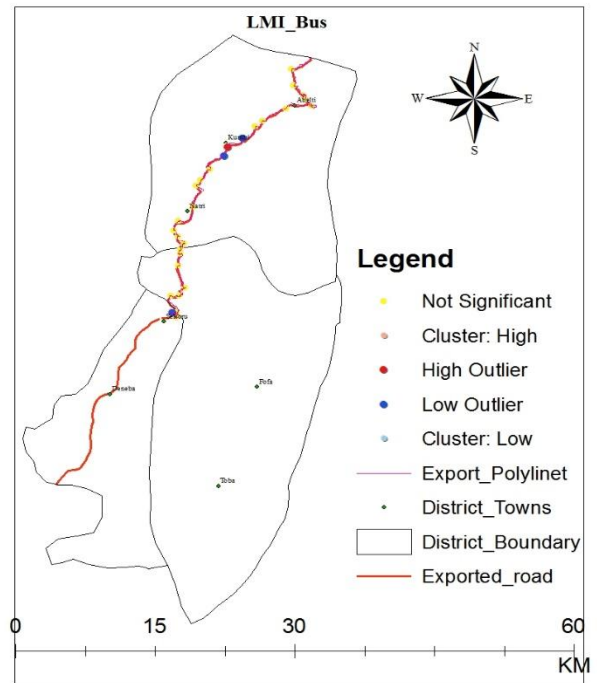 LMI_Bus
N
W
E
S
Fofa
Toba
Legend
Not Significant
Cluster: High
High Outlier
Low Outlier
Cluster: Low
Export_Polylinet
District_Towns
District_Boundary
Exported_road
0
15
30
60
KM